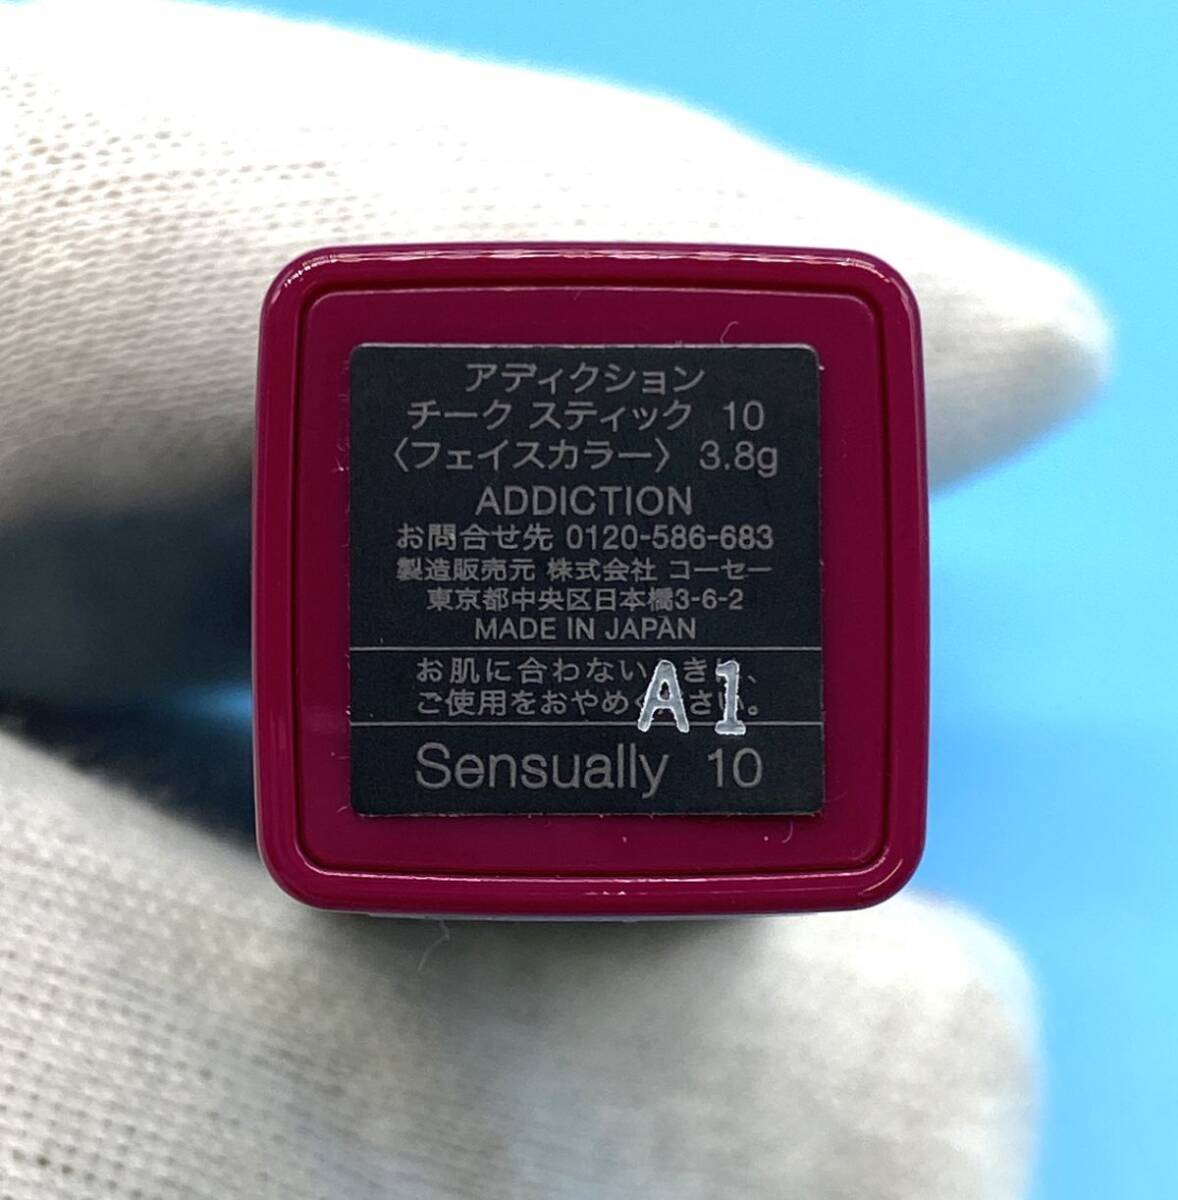 アディクション
チーク スティック 10
〈フェイスカラー〉 3.8g
ADDICTION
お問合せ先 0120-586-683
製造販売元 株式会社 コーセー
東京都中央区日本橋3-6-2
MADE IN JAPAN
お肌に合わない きは、
ご使用をおやめく さい。
A1
Sensually 10